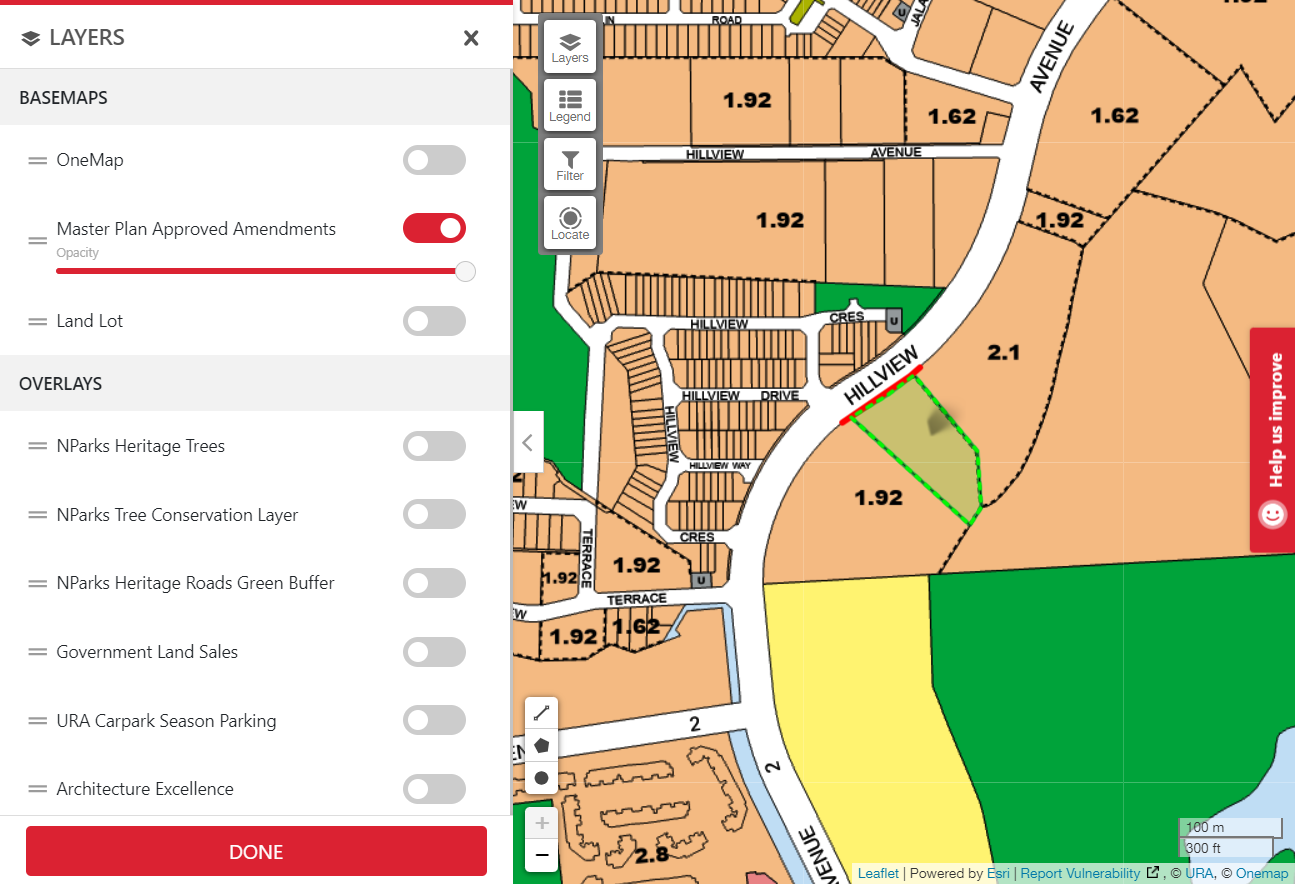 LAYERS
BASEMAPS
OneMap
Master Plan Approved Amendments
Opacity
Land Lot
OVERLAYS
NParks Heritage Trees
NParks Tree Conservation Layer
NParks Heritage Roads Green Buffer
Government Land Sales
URA Carpark Season Parking
Architecture Excellence
DONE
Layers
Legend
Filter
Locate
ROAD
U
AVENUE
1.92
1.62
1.62
HILLVIEW AVENUE
1.92
1.92
HILLVIEW CRES
U
HILLVIEW
2.1
HILLVIEW DRIVE
HILLVIEW
HILLVIEW WAY
1.92
CRES
TERRACE
1.92
1.92
U
TERRACE
1.92
1.62
2
2
AVENUE
2.8
Help us improve
100 m
300 ft
Leaflet | Powered by Esri | Report Vulnerability , © URA, © Onemap